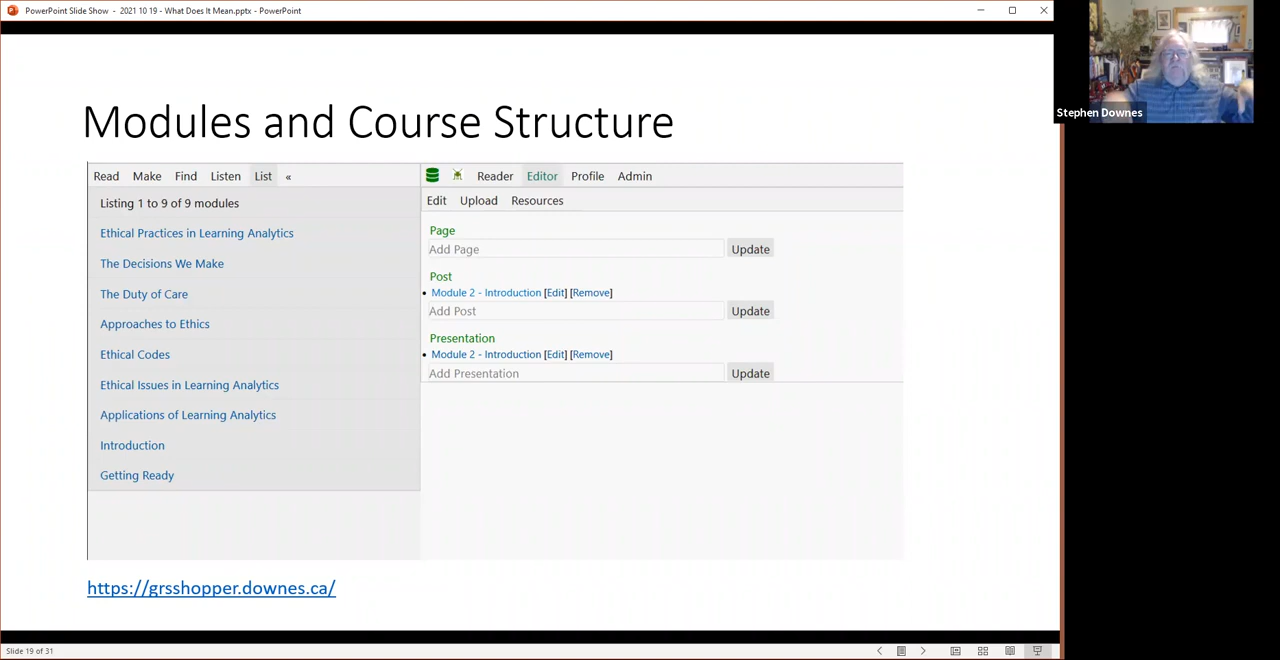 PowerPoint Slide Show - 2021 10 19 - What Does It Mean.pptx - PowerPoint
Stephen Downes
Modules and Course Structure
Read Make Find Listen List «
Reader Editor Profile Admin
Listing 1 to 9 of 9 modules
Ethical Practices in Learning Analytics
The Decisions We Make
The Duty of Care
Approaches to Ethics
Ethical Codes
Ethical Issues in Learning Analytics
Applications of Learning Analytics
Introduction
Getting Ready
Edit Upload Resources
Page
Add Page Update
Post
• Module 2 - Introduction [Edit] [Remove]
Add Post Update
Presentation
• Module 2 - Introduction [Edit] [Remove]
Add Presentation Update
https://grsshopper.downes.ca/
Slide 19 of 31